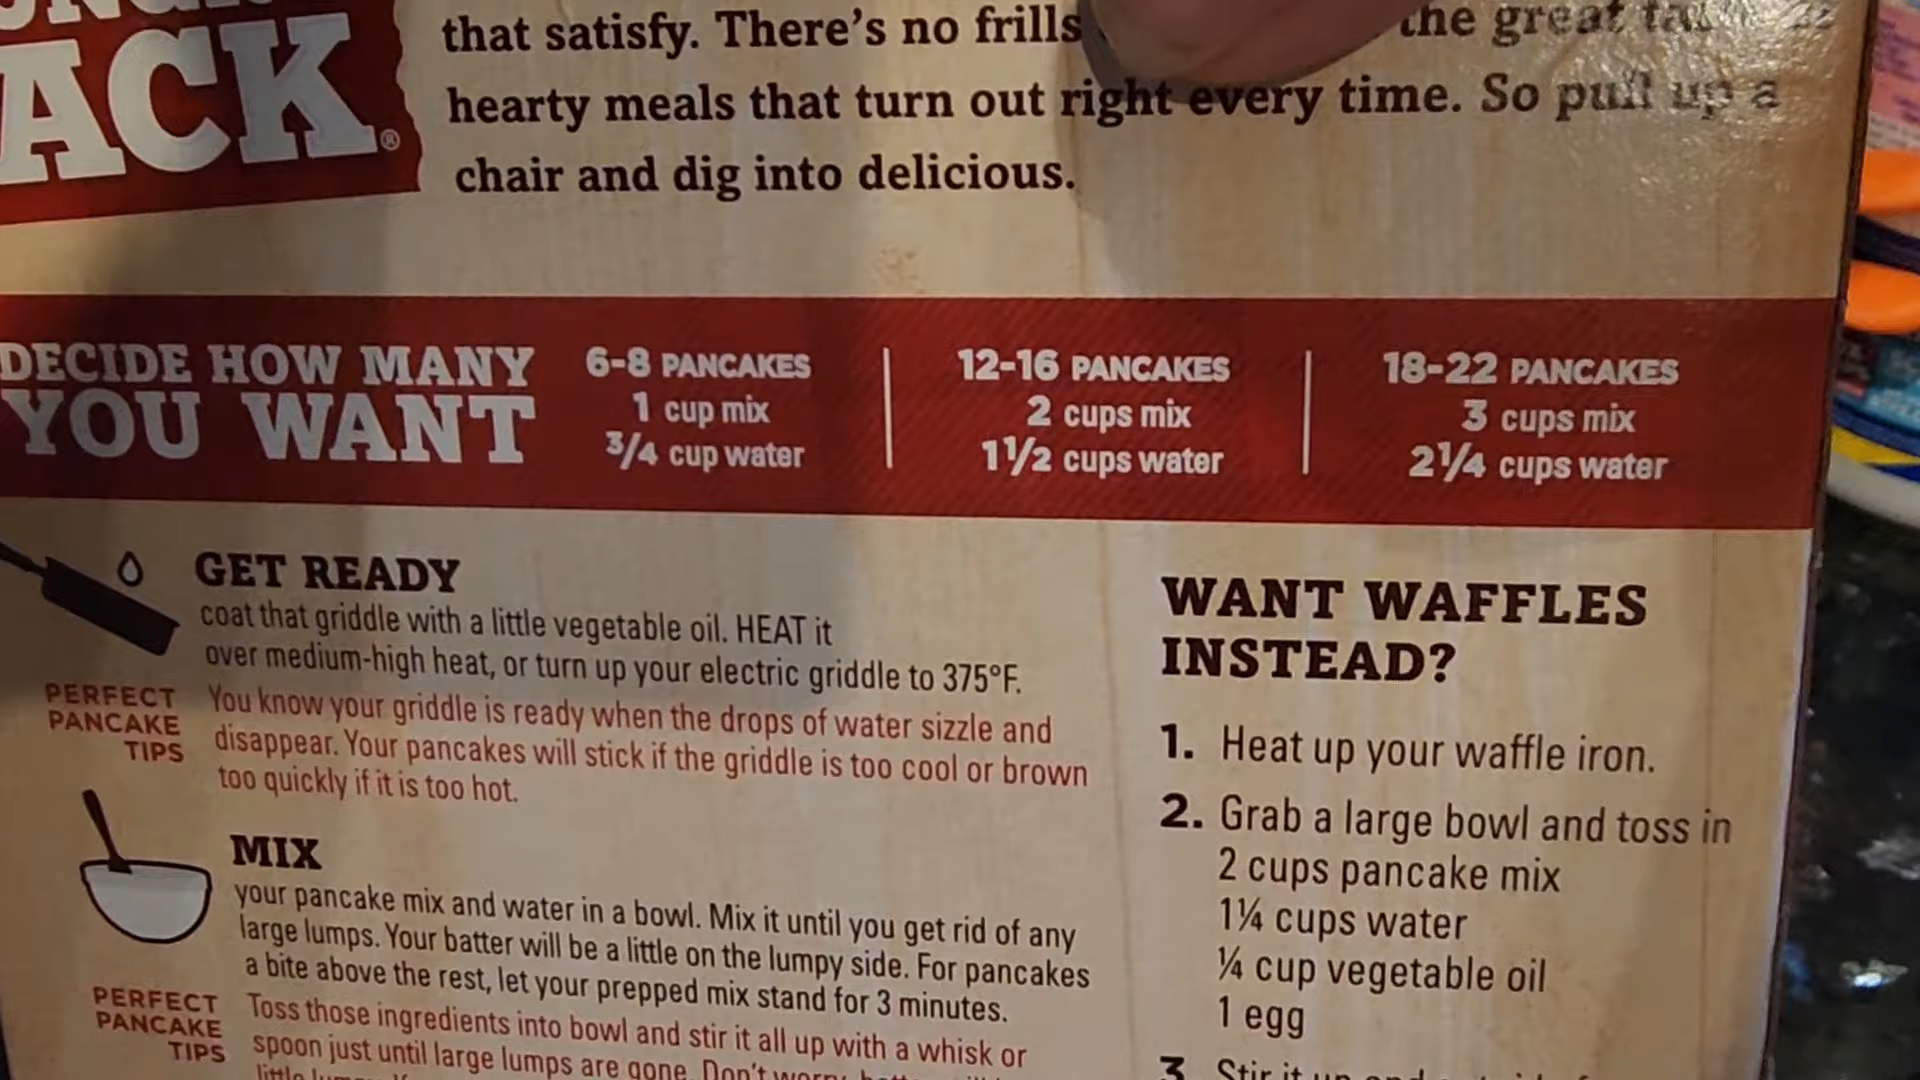 ACK®
that satisfy. There's no frills the great
hearty meals that turn out right every time. So pull up a
chair and dig into delicious.
DECIDE HOW MANY
YOU WANT
6-8 PANCAKES
1 cup mix
3/4 cup water
12-16 PANCAKES
2 cups mix
1 1/2 cups water
18-22 PANCAKES
3 cups mix
2 1/4 cups water
GET READY
coat that griddle with a little vegetable oil. HEAT it
over medium-high heat, or turn up your electric griddle to 375°F.
PERFECT
PANCAKE
TIPS
You know your griddle is ready when the drops of water sizzle and
disappear. Your pancakes will stick if the griddle is too cool or brown
too quickly if it is too hot.
MIX
your pancake mix and water in a bowl. Mix it until you get rid of any
large lumps. Your batter will be a little on the lumpy side. For pancakes
a bite above the rest, let your prepped mix stand for 3 minutes.
PERFECT
PANCAKE
TIPS
Toss those ingredients into bowl and stir it all up with a whisk or
spoon just until large lumps are gone. Don't worry,
WANT WAFFLES
INSTEAD?
1. Heat up your waffle iron.
2. Grab a large bowl and toss in
2 cups pancake mix
1¼ cups water
¼ cup vegetable oil
1 egg
3. Stir it up